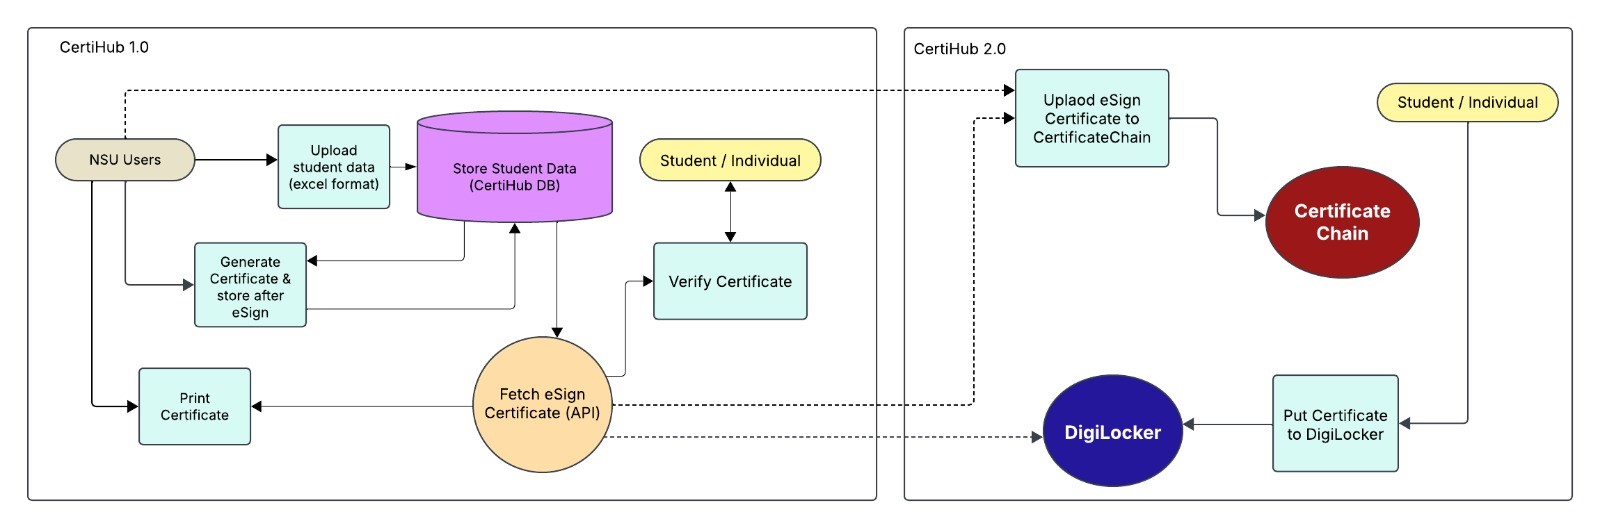 CertiHub 1.0
NSU Users
Upload
student data
(excel format)
Store Student Data
(CertiHub DB)
Student / Individual
Generate
Certificate &
store after
eSign
Verify Certificate
Print
Certificate
Fetch eSign
Certificate (API)
CertiHub 2.0
Uplaod eSign
Certificate to
CertificateChain
Student / Individual
Certificate
Chain
DigiLocker
Put Certificate
to DigiLocker